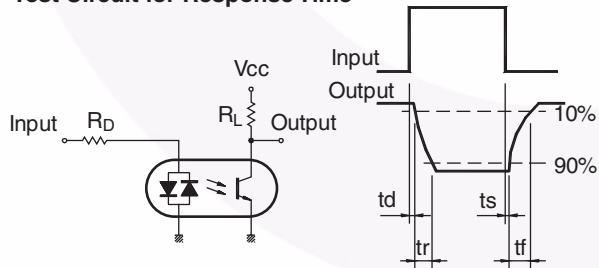 Test Circuit for Response Time
Input
Output
Vcc
RL
Input
RD
Output
10%
90%
td
ts
tr
tf